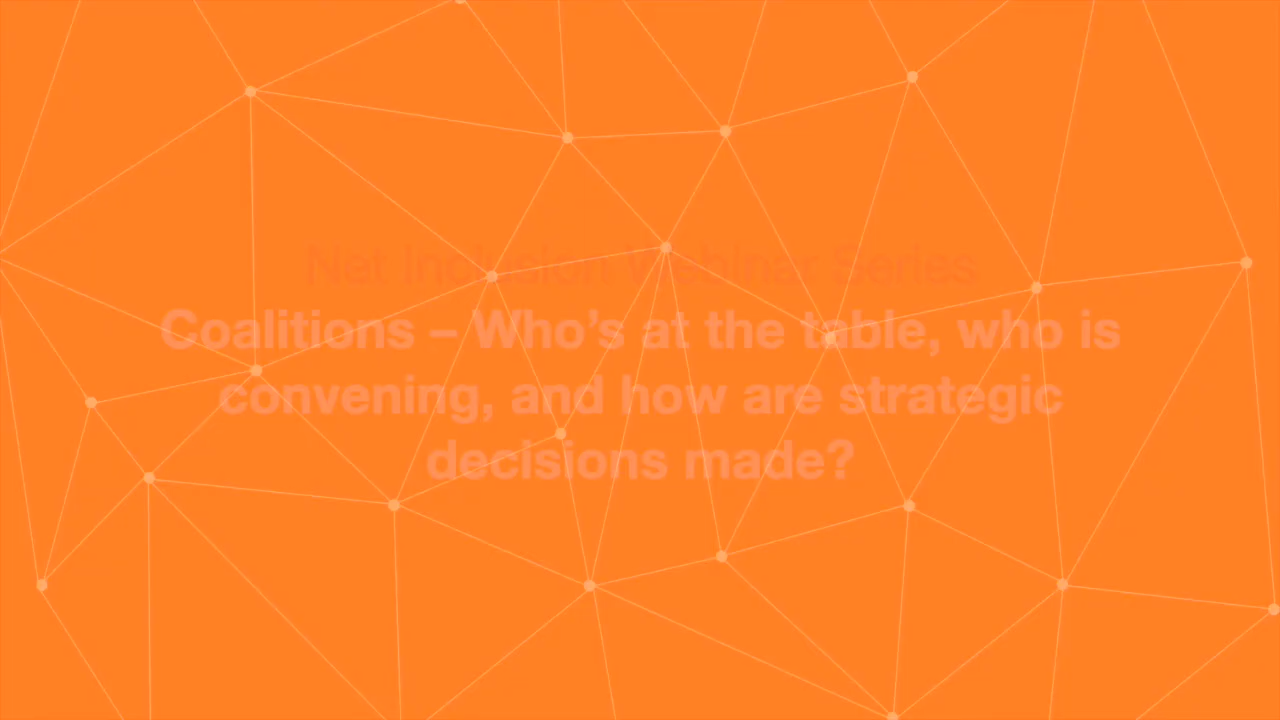 Net Inclusion Webinar Series
Coalitions – Who’s at the table, who is
convening, and how are strategic
decisions made?